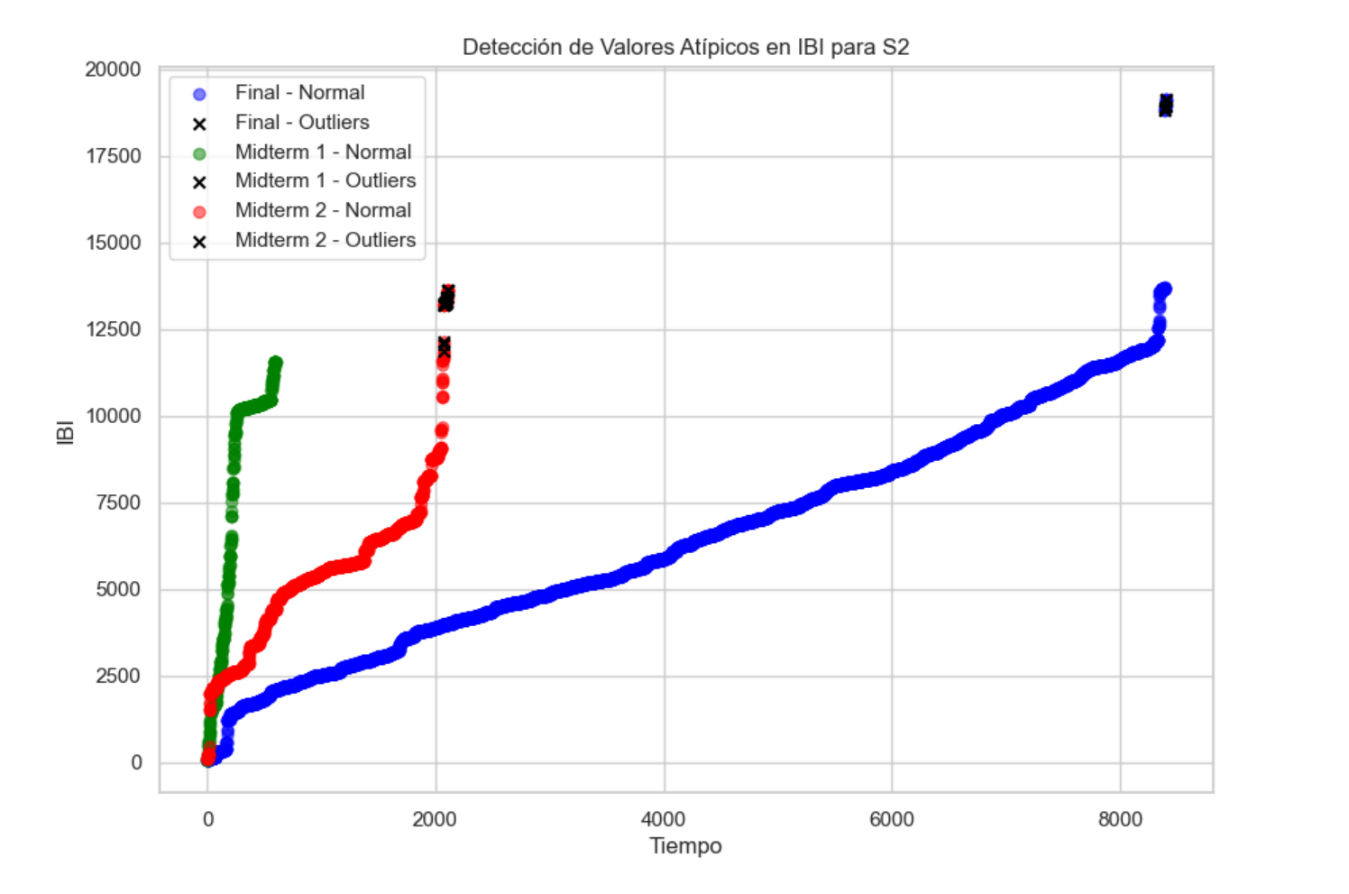 Detección de Valores Atípicos en IBI para S2
20000
17500
15000
12500
10000
7500
5000
2500
0
IBI
Final - Normal
Final - Outliers
Midterm 1 - Normal
Midterm 1 - Outliers
Midterm 2 - Normal
Midterm 2 - Outliers
0 2000 4000 6000 8000
Tiempo